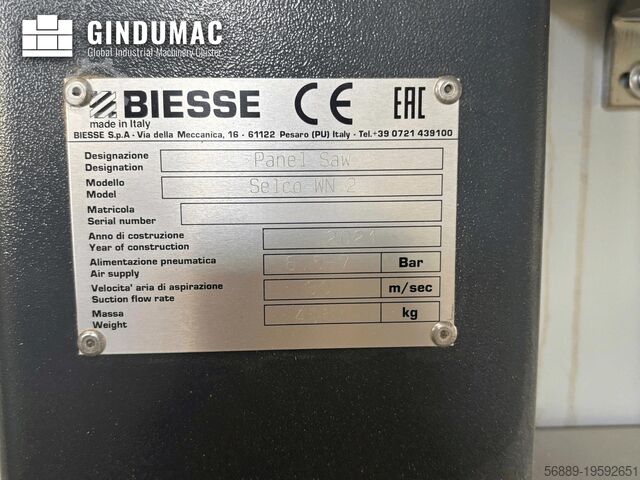 GINDUMAC
Global Industrial Machinery Cluster
BIESSE CE EAC
made in Italy
BIESSE S.p.A - Via della Meccanica, 16 - 61122 Pesaro (PU) Italy - Tel.+39 0721 439100
Designazione
Designation
Panel Saw
Modello
Model
Selco WN 2
Matricola
Serial number
Anno di costruzione
Year of construction
2021
Alimentazione pneumatica
Air supply
Bar
Velocita' aria di aspirazione
Suction flow rate
m/sec
Massa
Weight
kg
56889-19592651